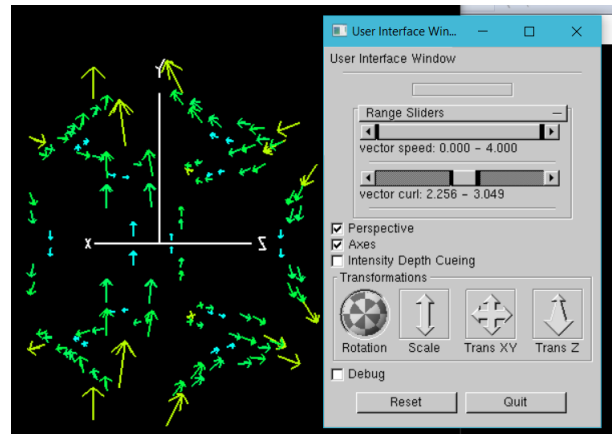 User Interface Win...
User Interface Window
Range Sliders
vector speed: 0.000 - 4.000
vector curl: 2.256 - 3.049
Perspective
Axes
Intensity Depth Cueing
Transformations
Rotation Scale Trans XY Trans Z
Debug
Reset Quit
Y
X Z